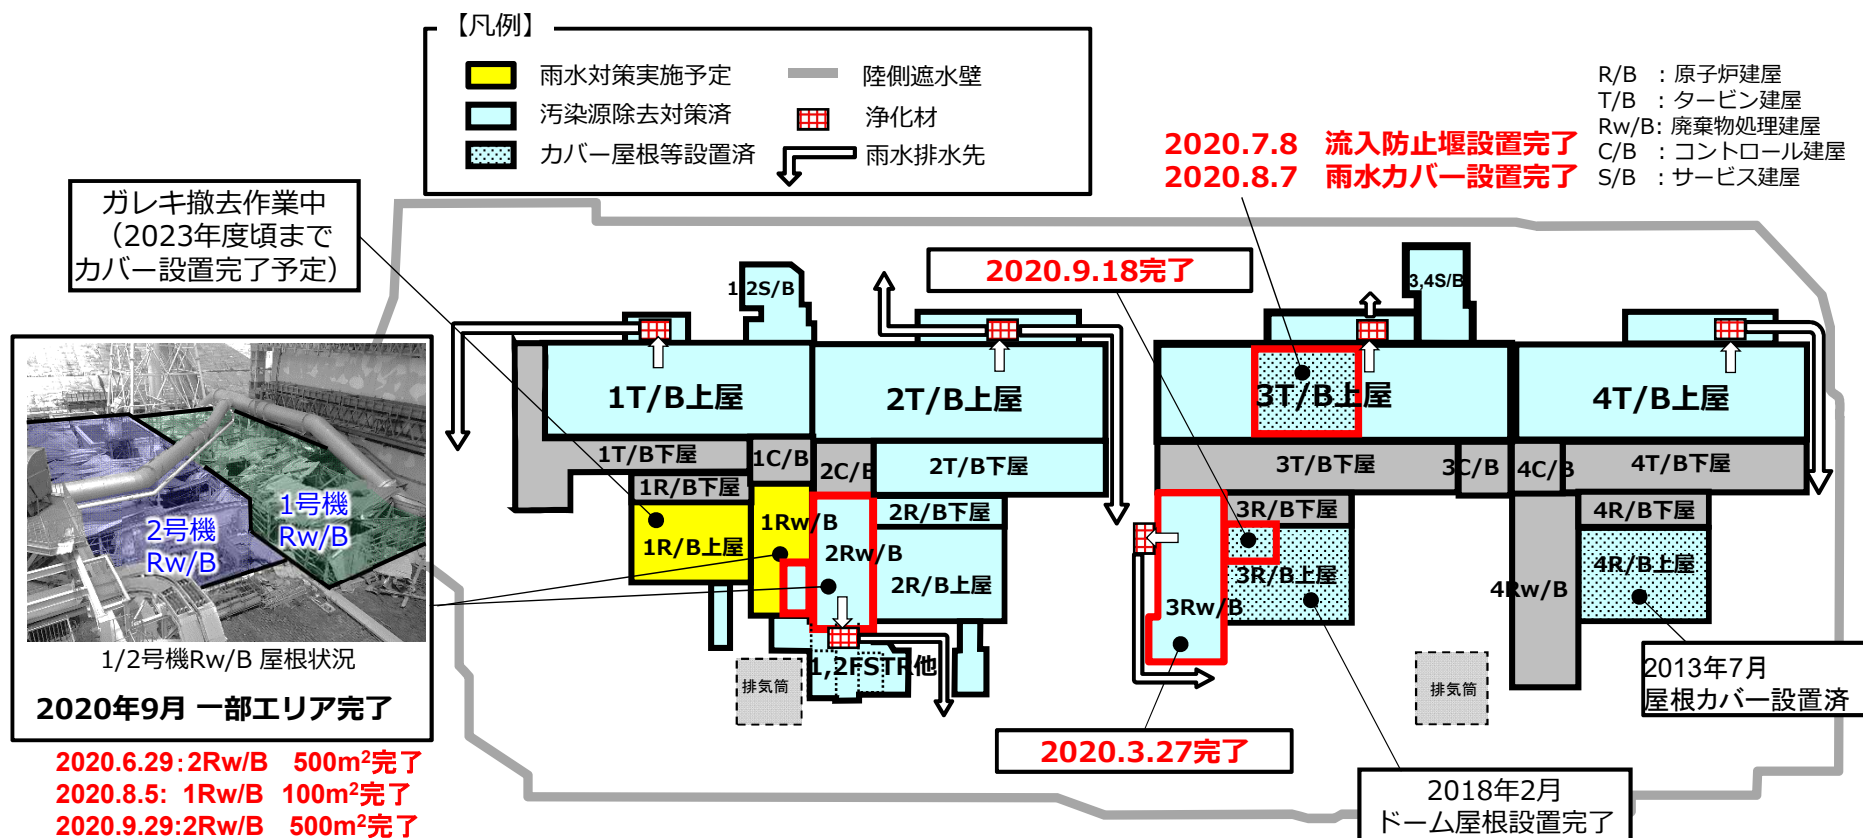 【凡例】
雨水対策実施予定
陸側遮水壁
汚染源除去対策済
浄化材
カバー屋根等設置済
雨水排水先
R/B ：原子炉建屋
T/B ：タービン建屋
Rw/B：廃棄物処理建屋
C/B ：コントロール建屋
S/B ：サービス建屋
2020.7.8 流入防止堰設置完了
2020.8.7 雨水カバー設置完了
ガレキ撤去作業中
（2023年度頃まで
カバー設置完了予定）
2020.9.18完了
1,2S/B
3,4S/B
1T/B上屋
2T/B上屋
3T/B上屋
4T/B上屋
1T/B下屋
1C/B
2C/B
2T/B下屋
3T/B下屋
3C/B
4C/B
4T/B下屋
1R/B下屋
2R/B下屋
3R/B下屋
4R/B下屋
1Rw/B
1R/B上屋
2Rw/B
2R/B上屋
3R/B上屋
4R/B上屋
3Rw/B
4Rw/B
1号機
Rw/B
2号機
Rw/B
1/2号機Rw/B 屋根状況
2020年9月 一部エリア完了
1,2FSTR他
排気筒
排気筒
2013年7月
屋根カバー設置済
2020.3.27完了
2018年2月
ドーム屋根設置完了
2020.6.29：2Rw/B 500m²完了
2020.8.5： 1Rw/B 100m²完了
2020.9.29：2Rw/B 500m²完了